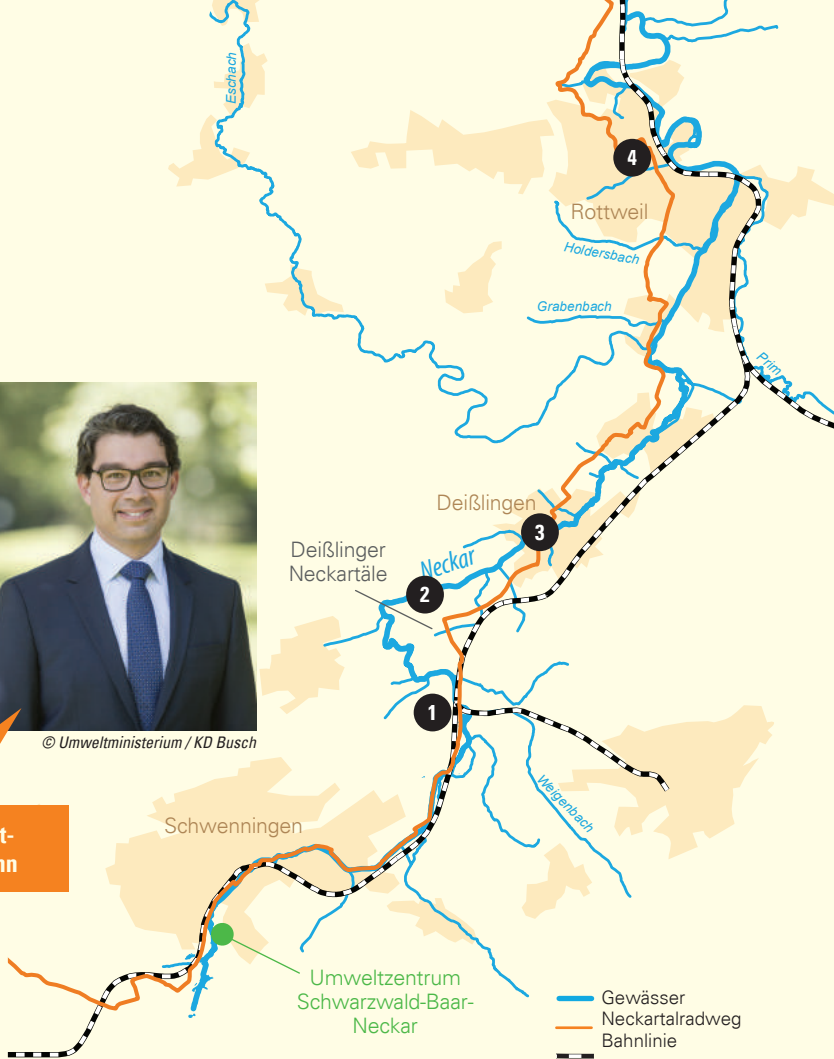 Eschach
4
Rottweil
Holdersbach
Grabenbach
Prim
Deißlingen
3
Deißlinger
Neckartäle
Neckar
2
1
© Umweltministerium / KD Busch
Weigenbach
t-
nn
Schwenningen
Umweltzentrum
Schwarzwald-Baar-
Neckar
Gewässer
Neckartalradweg
Bahnlinie